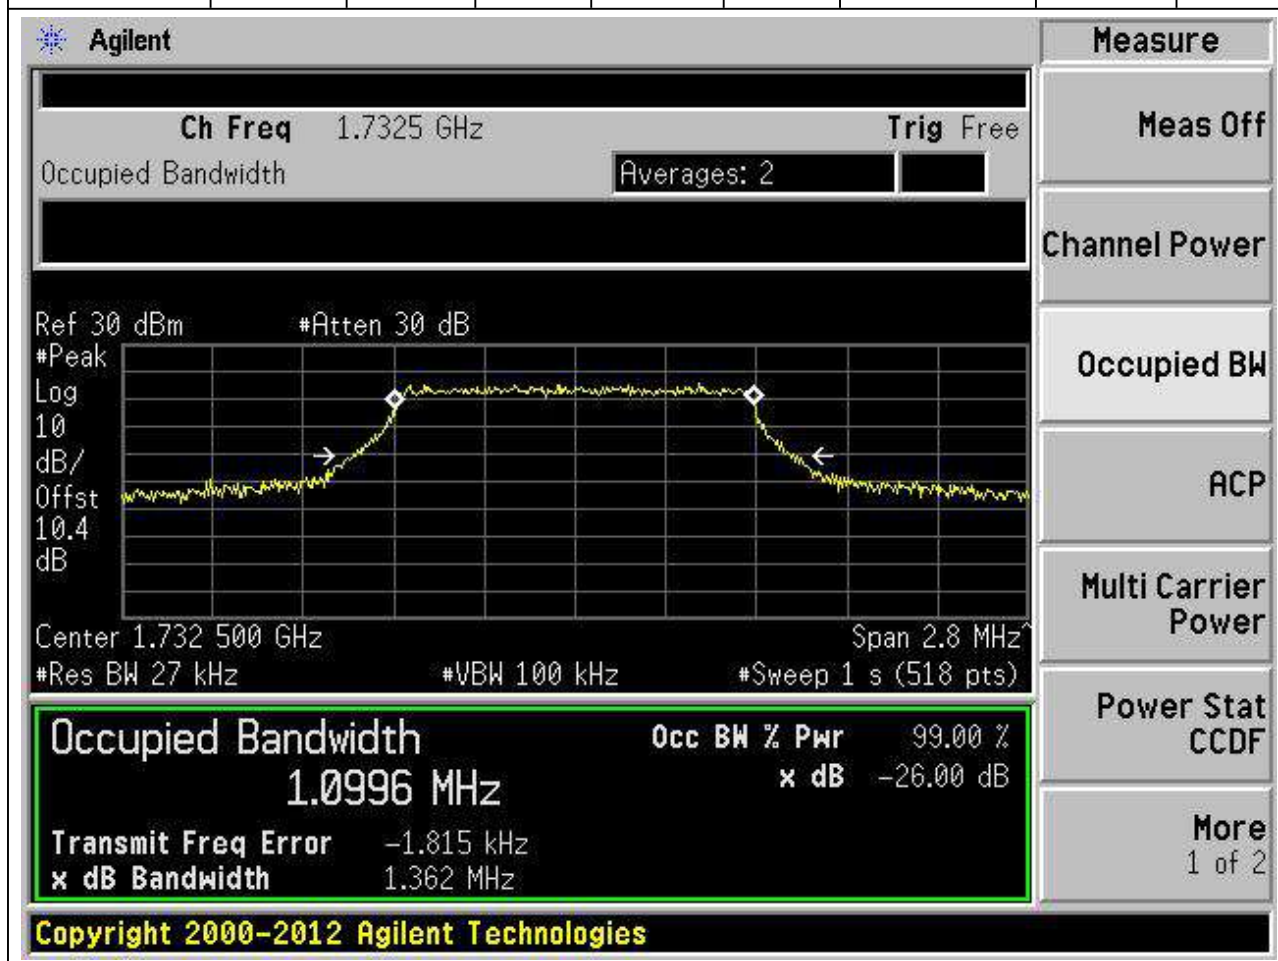 Agilent
Measure
Ch Freq 1.7325 GHz Trig Free
Occupied Bandwidth Averages: 2
Ref 30 dBm #Atten 30 dB
#Peak
Log
10
dB/
Offst
10.4
dB
Center 1.732 500 GHz Span 2.8 MHz^
#Res BW 27 kHz #VBW 100 kHz #Sweep 1 s (518 pts)
Occupied Bandwidth Occ BW % Pwr 99.00 %
1.0996 MHz x dB -26.00 dB
Transmit Freq Error -1.815 kHz
x dB Bandwidth 1.362 MHz
Meas Off
Channel Power
Occupied BW
ACP
Multi Carrier
Power
Power Stat
CCDF
More
1 of 2
Copyright 2000-2012 Agilent Technologies